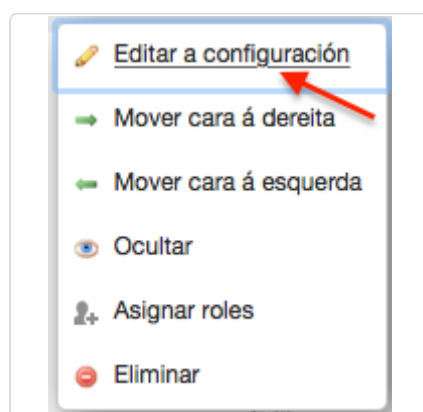 Editar a configuración
Mover cara á dereita
Mover cara á esquerda
Ocultar
Asignar roles
Eliminar